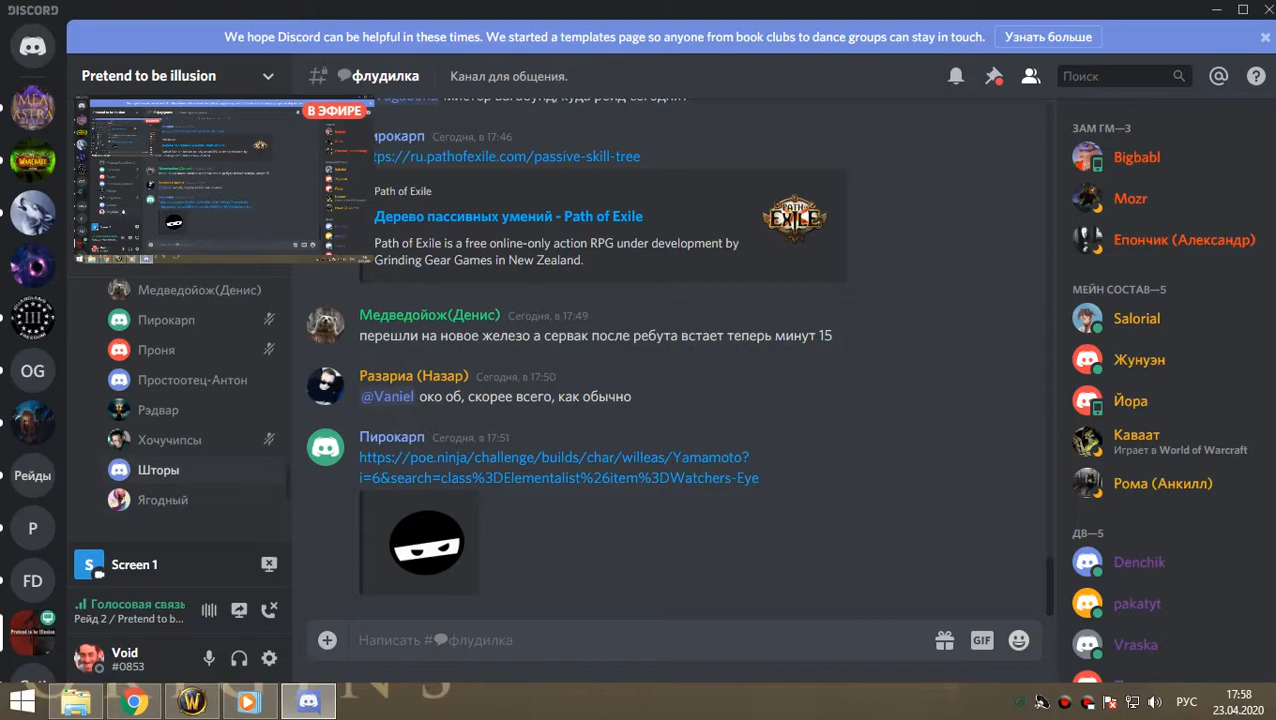 DISCORD
We hope Discord can be helpful in these times. We started a templates page so anyone from book clubs to dance groups can stay in touch.
Узнать больше
Pretend to be illusion
флудилка
Канал для общения.
Поиск
В ЭФИРЕ
Медведойож(Денис)
Пирокарп
Проня
Простоотец-Антон
Рэдвар
Хочучипсы
Шторы
Ягодный
OG
Рейды
P
FD
Pretend to be illusion
S
Screen 1
Голосовая связь
Рейд 2 / Pretend to b...
Void
#0853
ирокарп Сегодня, в 17:46
tps://ru.pathofexile.com/passive-skill-tree
Path of Exile
Дерево пассивных умений - Path of Exile
Path of Exile is a free online-only action RPG under development by
Grinding Gear Games in New Zealand.
PATH OF EXILE
Медведойож(Денис) Сегодня, в 17:49
перешли на новое железо а сервак после ребута встает теперь минут 15
Разариа (Назар) Сегодня, в 17:50
@Vaniel око об, скорее всего, как обычно
Пирокарп Сегодня, в 17:51
https://poe.ninja/challenge/builds/char/willeas/Yamamoto?
i=6&search=class%3DElementalist%26item%3DWatchers-Eye
Написать #флудилка
GIF
ЗАМ ГМ—3
Bigbabl
Mozr
Епончик (Александр)
МЕЙН СОСТАВ—5
Salorial
Жунуэн
Йора
Каваат
Играет в World of Warcraft
Рома (Анкилл)
ДВ—5
Denchik
pakatyt
Vraska
РУС
17:58
23.04.2020